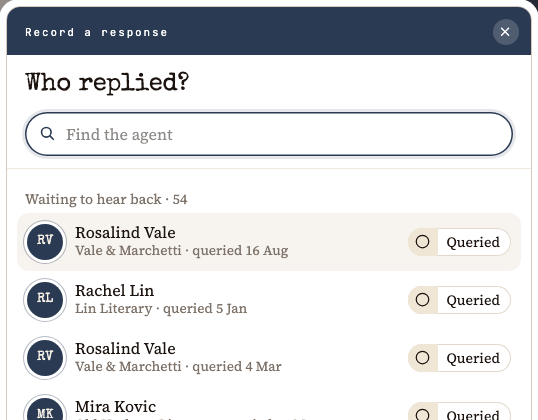 Record a response
Who replied?
Find the agent
Waiting to hear back · 54
RV
Rosalind Vale
Vale & Marchetti · queried 16 Aug
Queried
RL
Rachel Lin
Lin Literary · queried 5 Jan
Queried
RV
Rosalind Vale
Vale & Marchetti · queried 4 Mar
Queried
MK
Mira Kovic
Queried